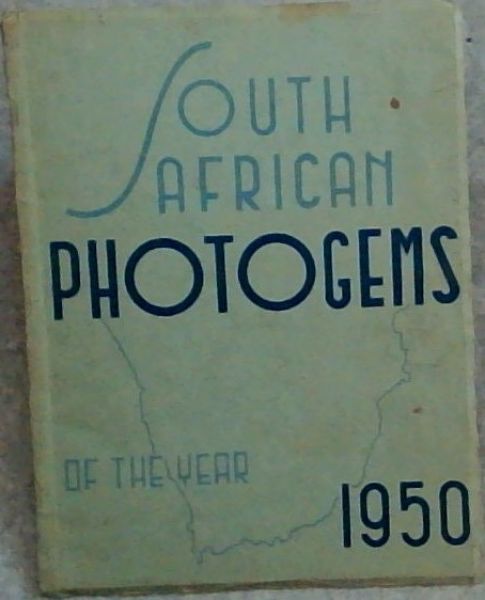 SOUTH
AFRICAN
PHOTOGEMS
OF THE YEAR
1950